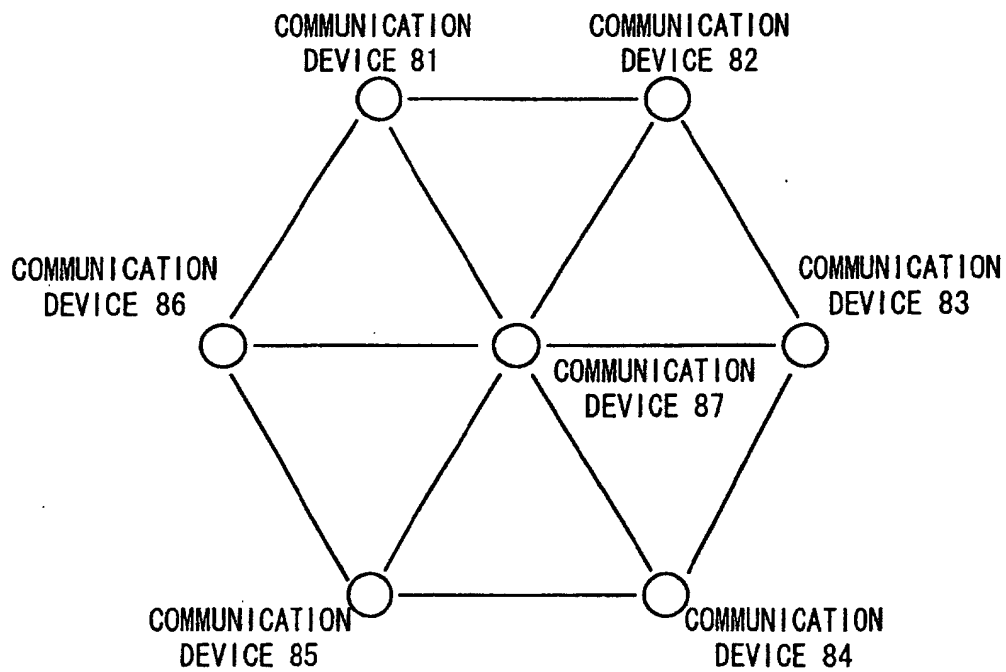 COMMUNICATION
DEVICE 81
COMMUNICATION
DEVICE 82
COMMUNICATION
DEVICE 86
COMMUNICATION
DEVICE 83
COMMUNICATION
DEVICE 87
COMMUNICATION
DEVICE 85
COMMUNICATION
DEVICE 84